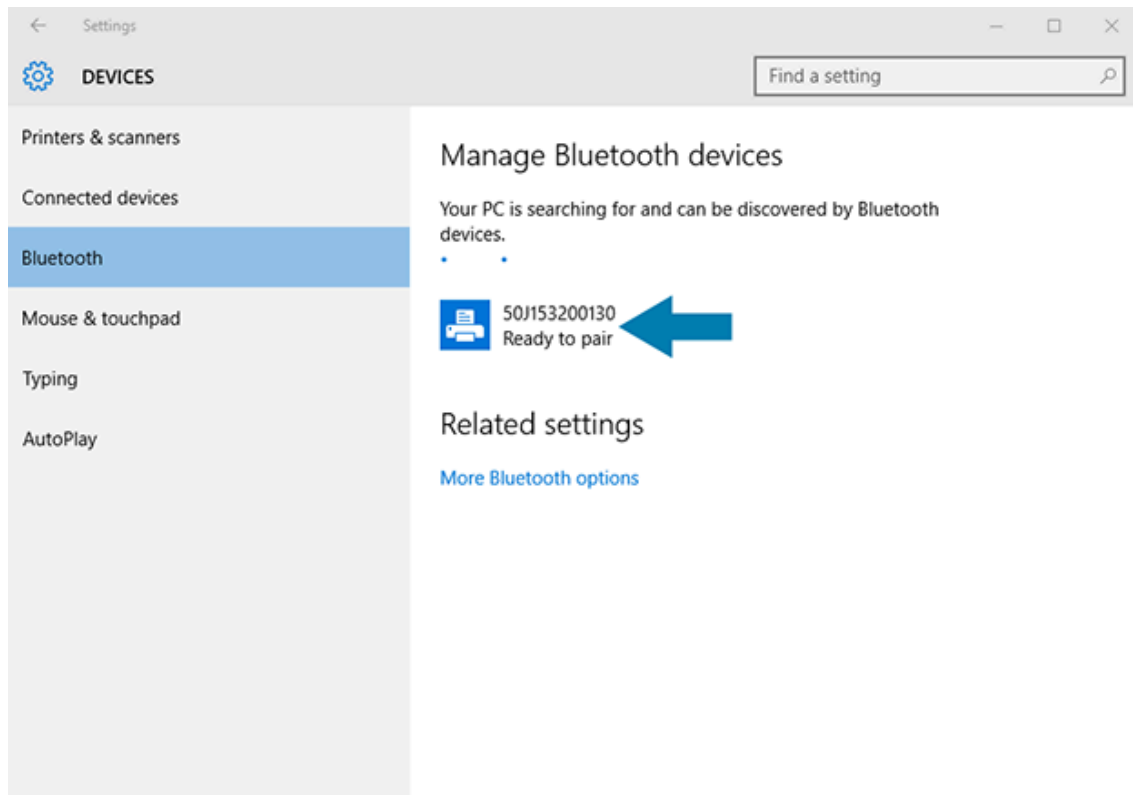 Settings
DEVICES
Find a setting
Printers & scanners
Connected devices
Bluetooth
Mouse & touchpad
Typing
AutoPlay
Manage Bluetooth devices
Your PC is searching for and can be discovered by Bluetooth
devices.
50J153200130
Ready to pair
Related settings
More Bluetooth options